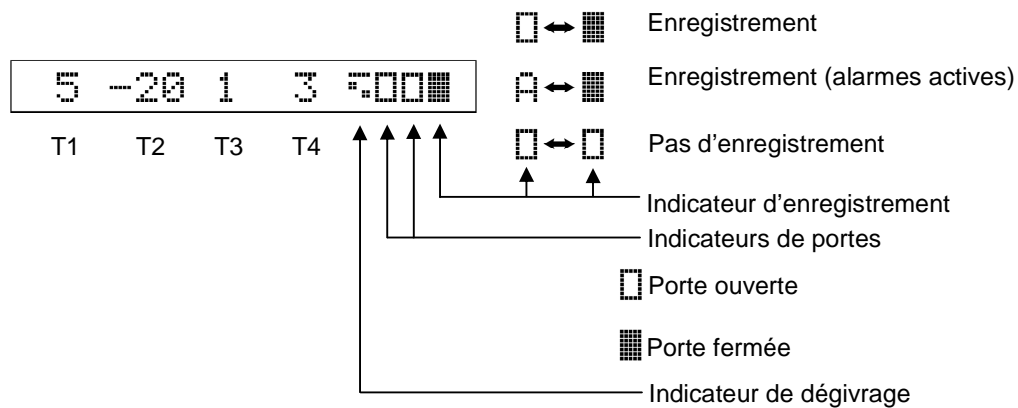 Enregistrement
5 -20 1 3
A Enregistrement (alarmes actives)
T1 T2 T3 T4
Pas d'enregistrement
Indicateur d'enregistrement
Indicateurs de portes
Porte ouverte
Porte fermée
Indicateur de dégivrage